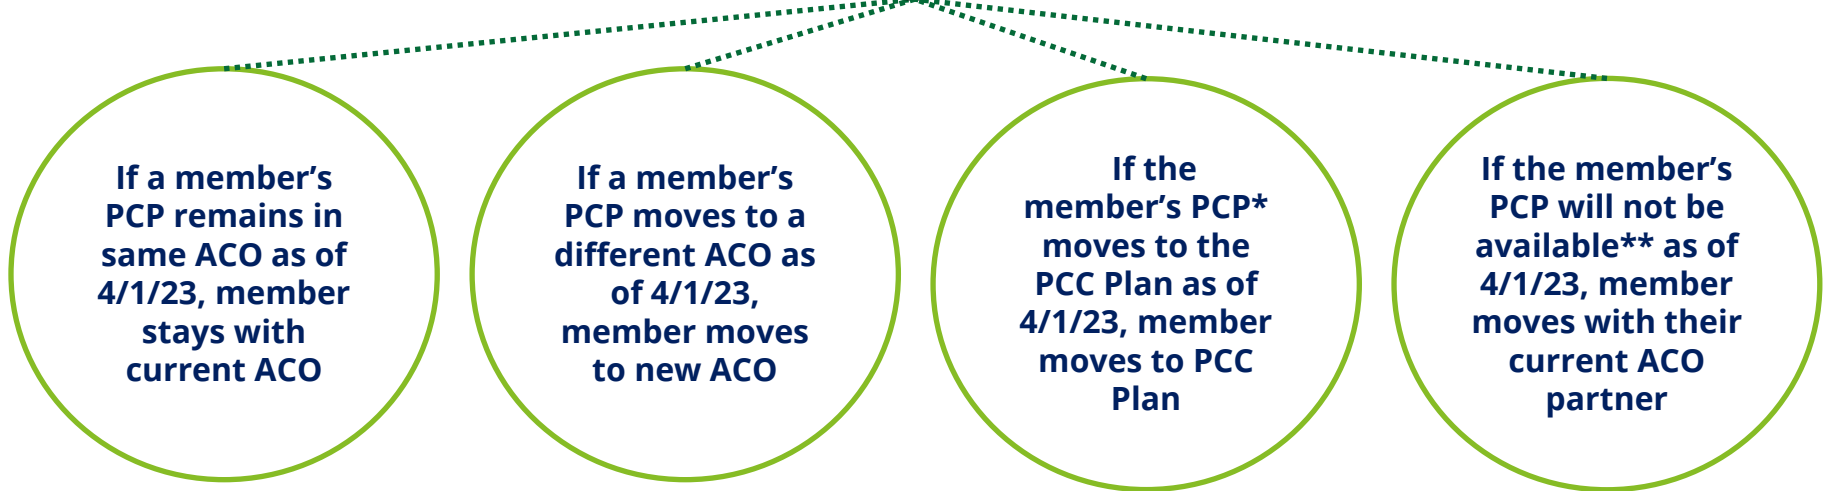 If a member’s
PCP remains in
same ACO as of
4/1/23, member
stays with
current ACO
If a member’s
PCP moves to a
different ACO as
of 4/1/23,
member moves
to new ACO
If the
member’s PCP*
moves to the
PCC Plan as of
4/1/23, member
moves to PCC
Plan
If the member’s
PCP will not be
available** as of
4/1/23, member
moves with their
current ACO
partner